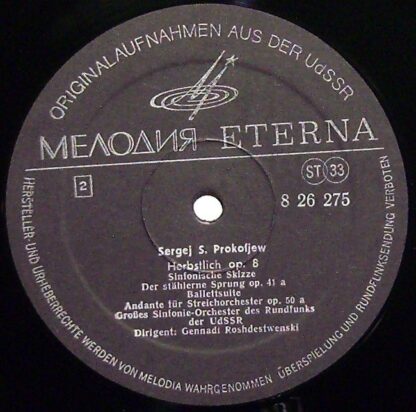 ORIGINALAUFNAHMEN AUS DER UdSSR
МЕЛОДИЯ ETERNA
2
ST 33
8 26 275
Sergej S. Prokofjew
Herbstlich op. 8
Sinfonische Skizze
Der stählerne Sprung op. 41 a
Ballettsuite
Andante für Streichorchester op. 50 a
Großes Sinfonie-Orchester des Rundfunks
der UdSSR
Dirigent: Gennadi Roshdestwenski
HERSTELLER UND URHEBERRECHTE WERDEN VON MELODIA WAHRGENOMMEN ÜBERSPIELUNG UND RUNDFUNKSENDUNG VERBOTEN